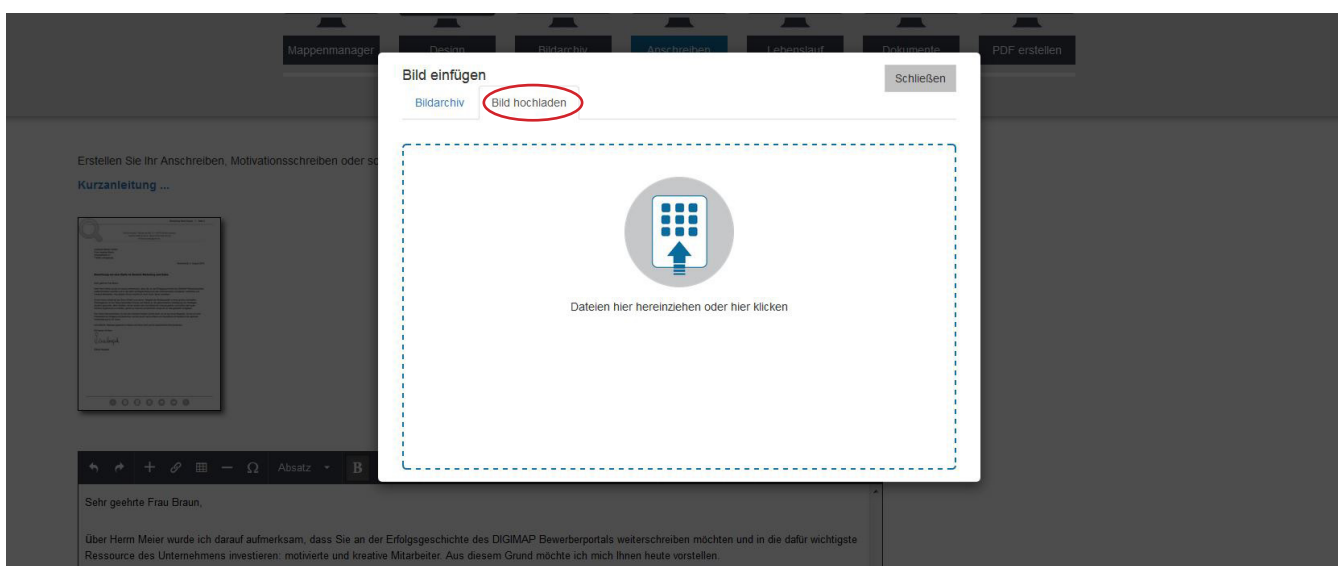 Mappenmanager Design Bildarchiv Anschreiben Lebenslauf Dokumente PDF erstellen
Bild einfügen
Schließen
Bildarchiv Bild hochladen
Erstellen Sie Ihr Anschreiben, Motivationsschreiben oder
Kurzanleitung ...
Dateien hier hereinziehen oder hier klicken
Ω Absatz B
Sehr geehrte Frau Braun,
über Herrn Meier wurde ich darauf aufmerksam, dass Sie an der Erfolgsgeschichte des DIGIMAP Bewerberportals weiterschreiben möchten und in die dafür wichtigste
Ressource des Unternehmens investieren: motivierte und kreative Mitarbeiter. Aus diesem Grund möchte ich mich Ihnen heute vorstellen.